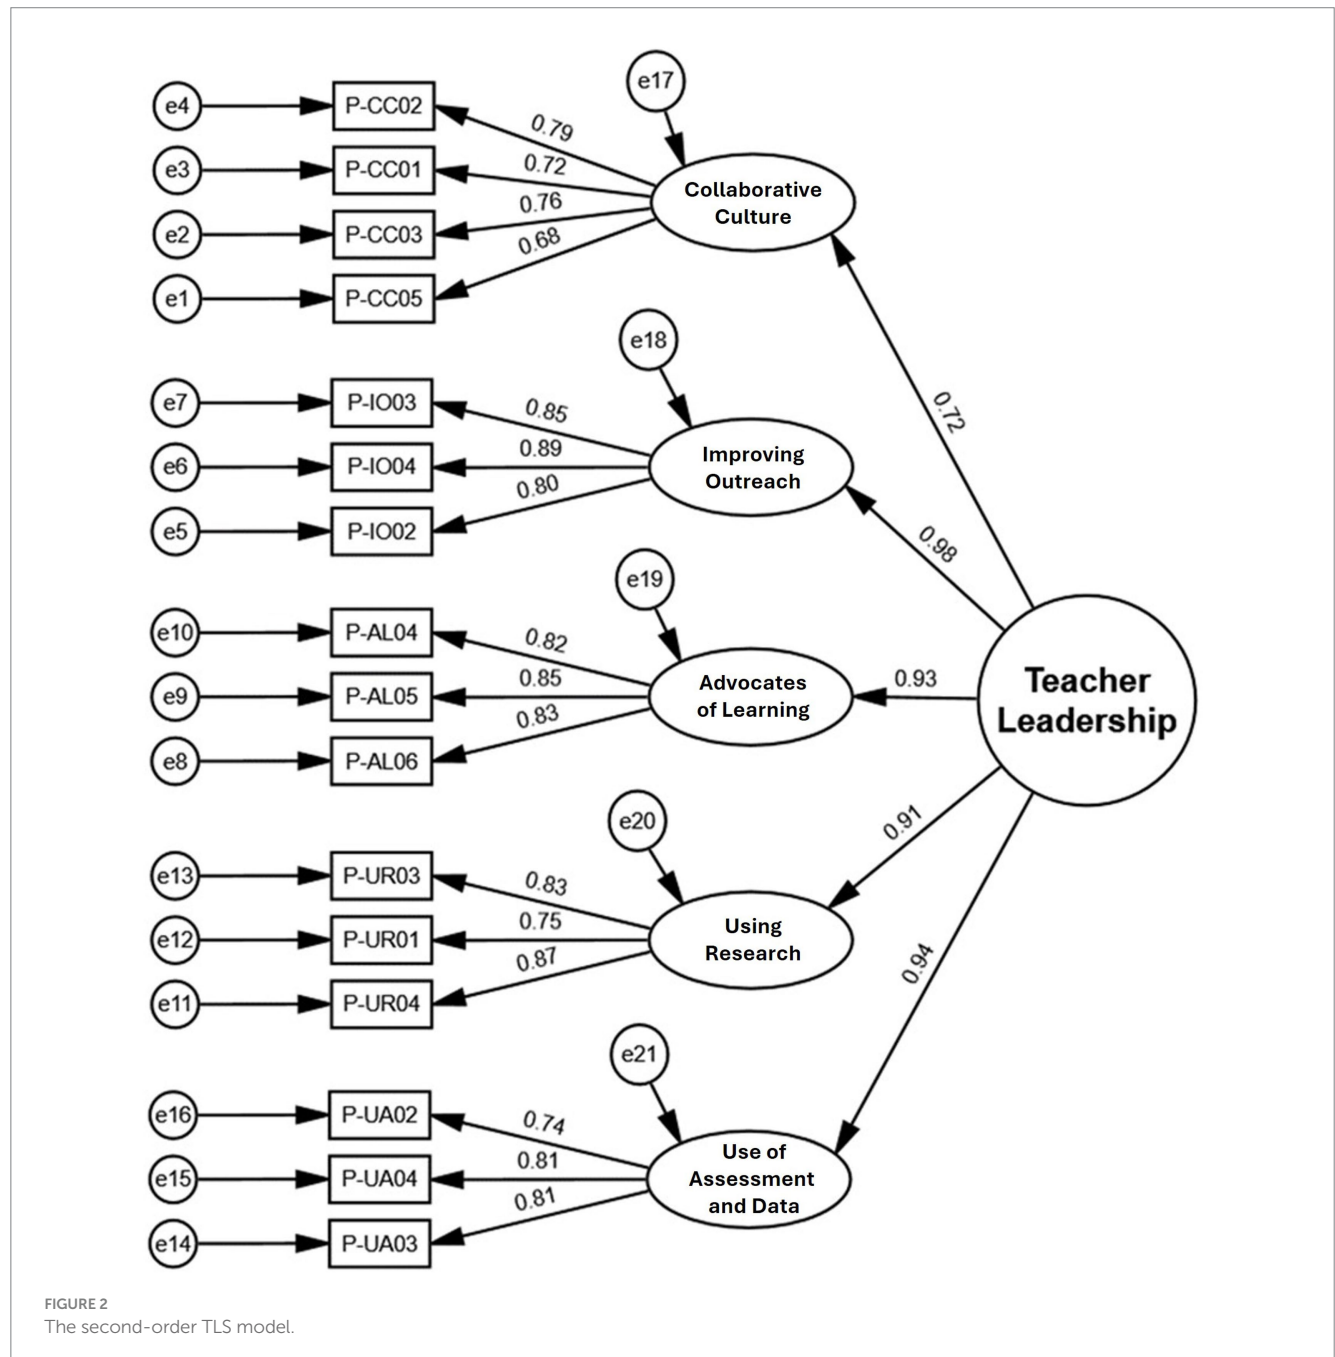 e17
e4
P-CC02
0.79
e3
P-CC01
0.72
Collaborative
Culture
e2
P-CC03
0.76
e1
P-CC05
0.68
e18
e7
P-IO03
0.85
0.72
e6
P-IO04
0.89
Improving
Outreach
e5
P-IO02
0.80
0.98
e19
e10
P-AL04
0.82
e9
P-AL05
0.85
Advocates
of Learning
0.93
Teacher
Leadership
e8
P-AL06
0.83
e20
0.91
e13
P-UR03
0.83
e12
P-UR01
0.75
Using
Research
e11
P-UR04
0.87
0.94
e21
e16
P-UA02
0.74
e15
P-UA04
0.81
Use of
Assessment
and Data
e14
P-UA03
0.81
FIGURE 2
The second-order TLS model.